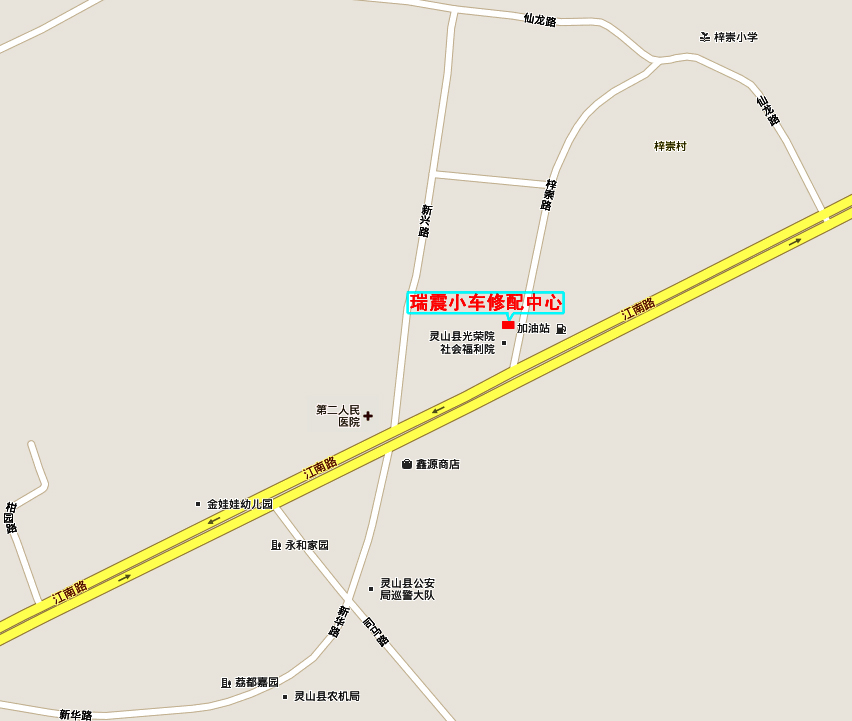 仙龙路
梓崇小学
仙龙路
梓崇村
梓崇路
新兴路
瑞震小车修配中心
江南路
加油站
灵山县光荣院
社会福利院
第二人民
医院
鑫源商店
江南路
金娃娃幼儿园
柑园路
永和家园
灵山县公安
局巡警大队
江南路
新华路
荔都嘉园
灵山县农机局
新华路